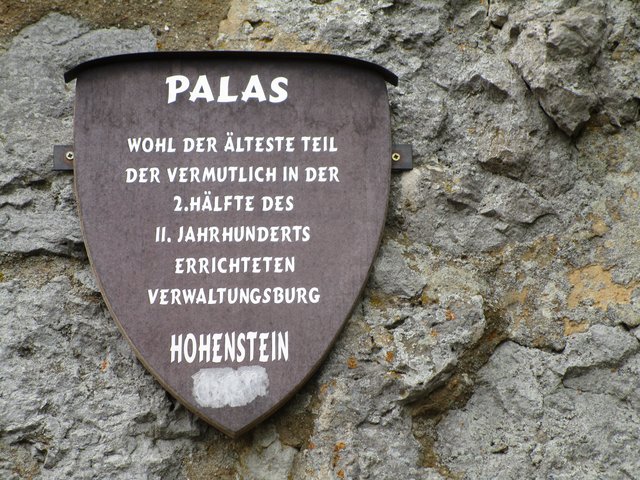 PALAS
WOHL DER ÄLTESTE TEIL
DER VERMUTLICH IN DER
2.HÄLFTE DES
11. JAHRHUNDERTS
ERRICHTETEN
VERWALTUNGSBURG
HOHENSTEIN